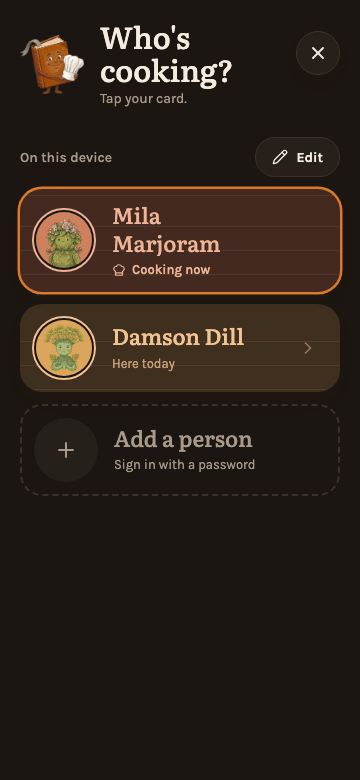 Who's
cooking?
Tap your card.
On this device
Edit
Mila
Marjoram
Cooking now
Damson Dill
Here today
Add a person
Sign in with a password